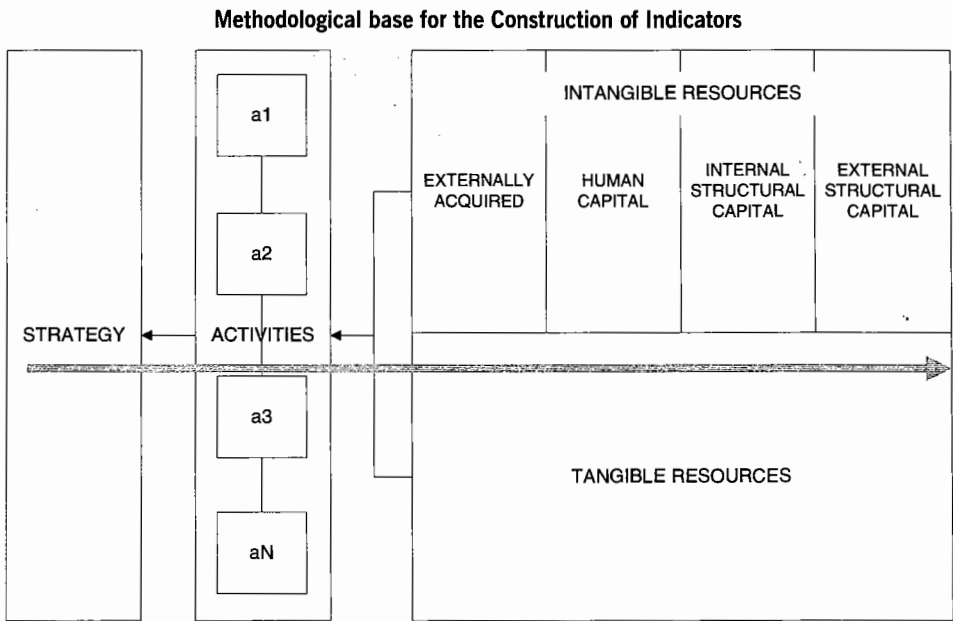 Methodological base for the Construction of Indicators
STRATEGY
ACTIVITIES
a1
a2
a3
aN
INTANGIBLE RESOURCES
EXTERNALLY
ACQUIRED
HUMAN
CAPITAL
INTERNAL
STRUCTURAL
CAPITAL
EXTERNAL
STRUCTURAL
CAPITAL
TANGIBLE RESOURCES